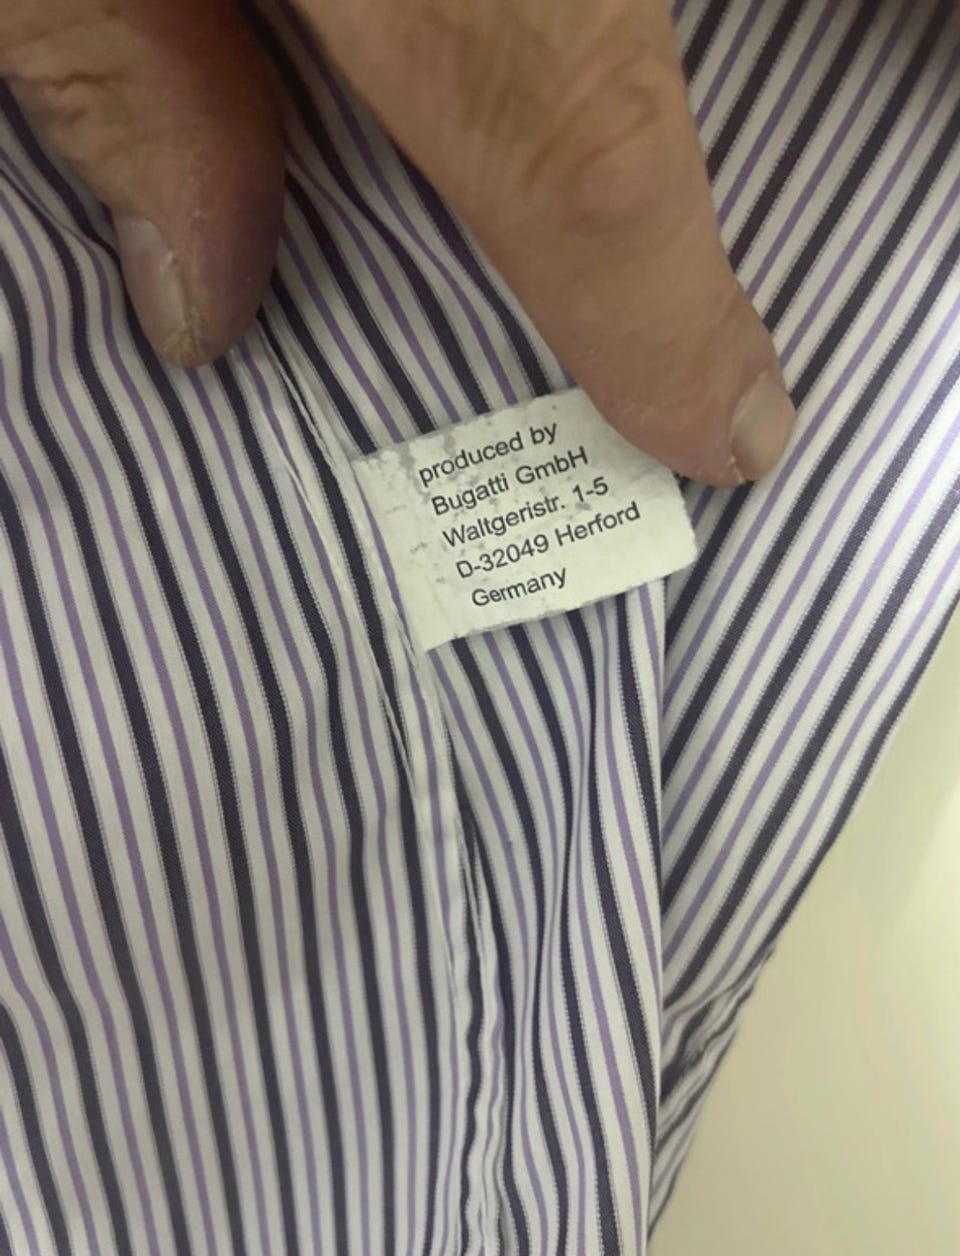 produced by
Bugatti GmbH
Waltgeristr. 1-5
D-32049 Herford
Germany